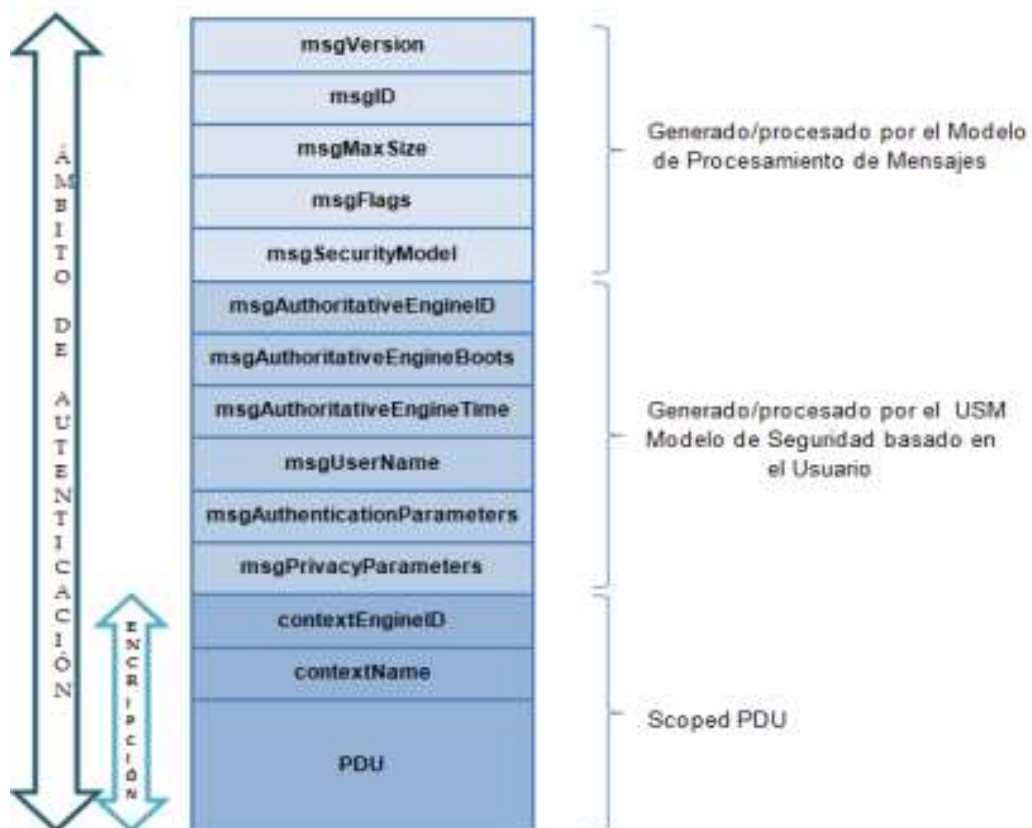 ÁMBITO DE AUTENTICACIÓN
ENCRIPCIÓN
msgVersion
msgID
msgMaxSize
msgFlags
msgSecurityModel
msgAuthoritativeEngineID
msgAuthoritativeEngineBoots
msgAuthoritativeEngineTime
msgUserName
msgAuthenticationParameters
msgPrivacyParameters
contextEngineID
contextName
PDU
Generado/procesado por el Modelo
de Procesamiento de Mensajes
Generado/procesado por el USM
Modelo de Seguridad basado en
el Usuario
Scoped PDU